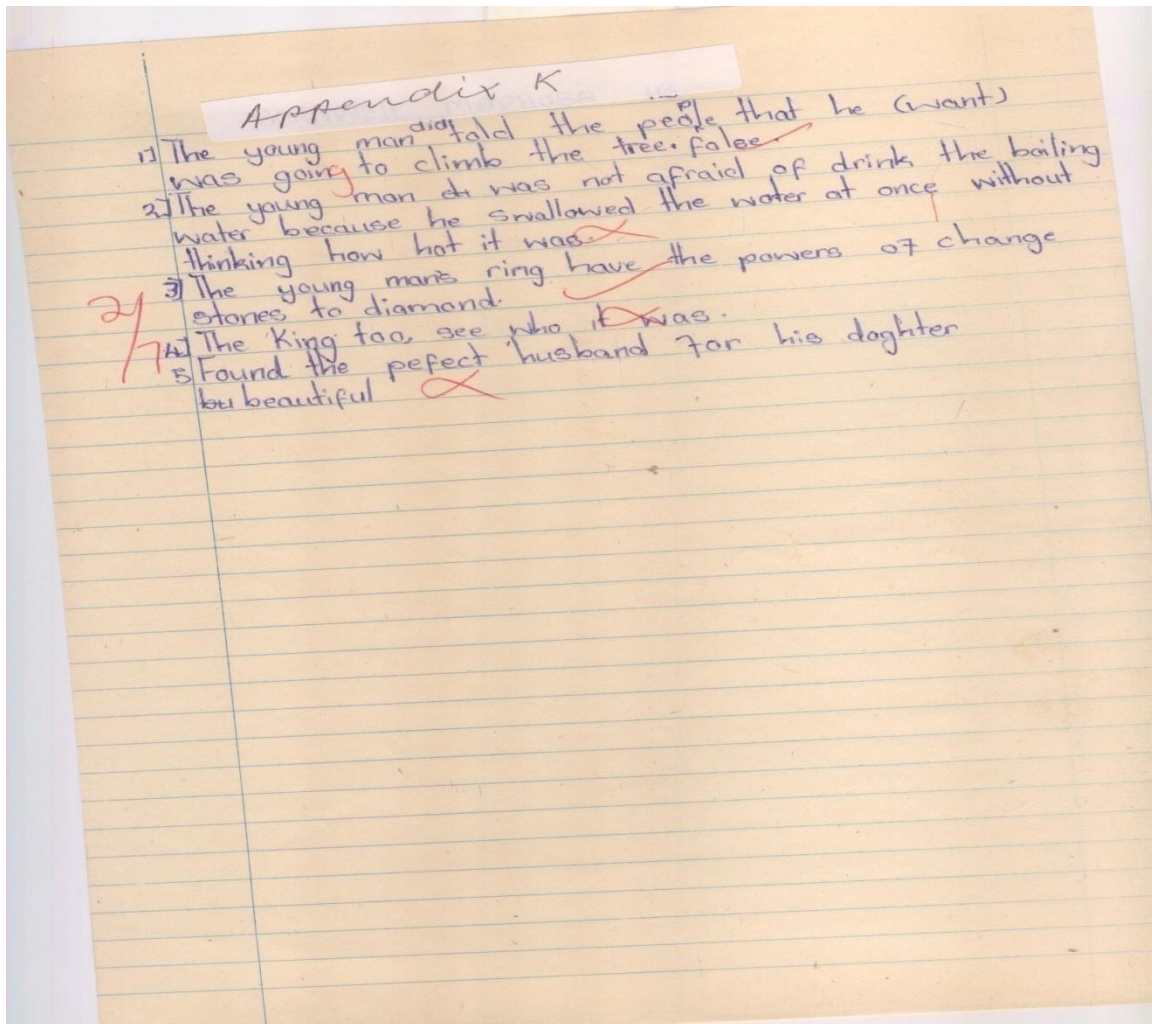 Appendix K
1] The young man did told the peole that he (want)
was going to climb the tree. false.
2] The young man was not afraid of drink the boiling
water because he swallowed the water at once without
thinking how hot it was.
3] The young man's ring have the powers of change
stones to diamond.
4] The King too, see who it was.
5 Found the pefect husband for his doghter
beautiful
2/7